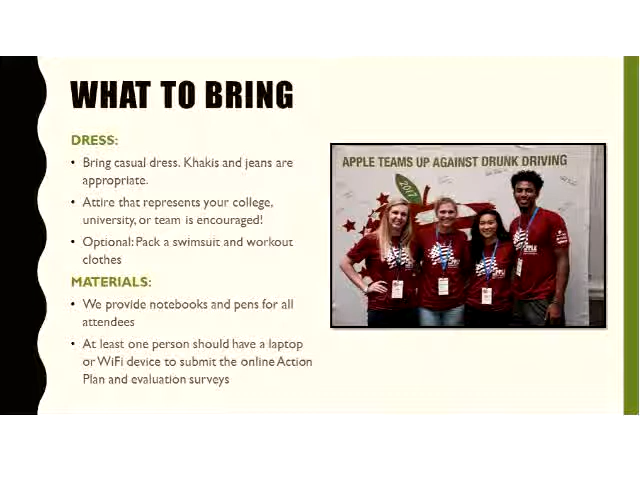 WHAT TO BRING
DRESS:
• Bring casual dress. Khakis and jeans are
appropriate.
• Attire that represents your college,
university, or team is encouraged!
• Optional: Pack a swimsuit and workout
clothes
MATERIALS:
• We provide notebooks and pens for all
attendees
• At least one person should have a laptop
or WiFi device to submit the online Action
Plan and evaluation surveys
APPLE TEAMS UP AGAINST DRUNK DRIVING
2017